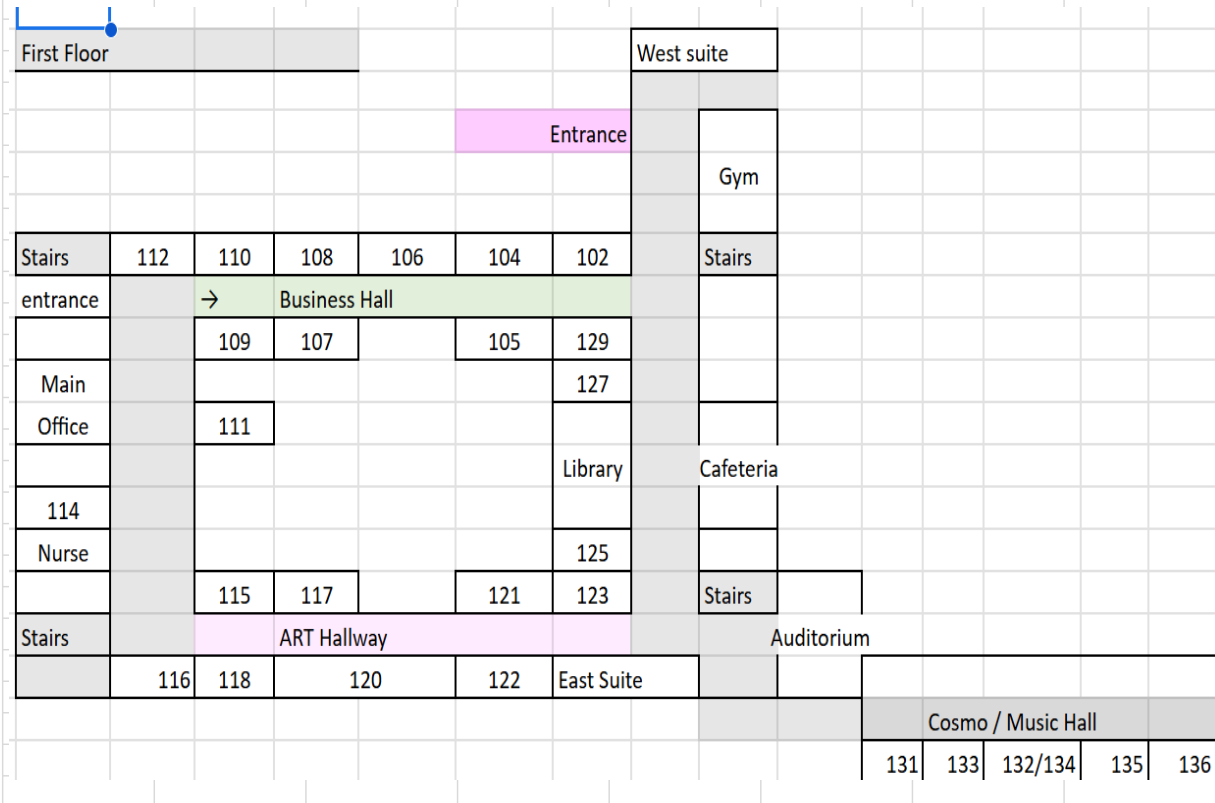 First Floor West suite
Entrance
Gym
Stairs 112 110 108 106 104 102 Stairs
entrance → Business Hall
109 107 105 129
Main 127
Office 111
Library Cafeteria
114
Nurse 125
115 117 121 123 Stairs
Stairs ART Hallway Auditorium
116 118 120 122 East Suite
Cosmo / Music Hall
131 133 132/134 135 136